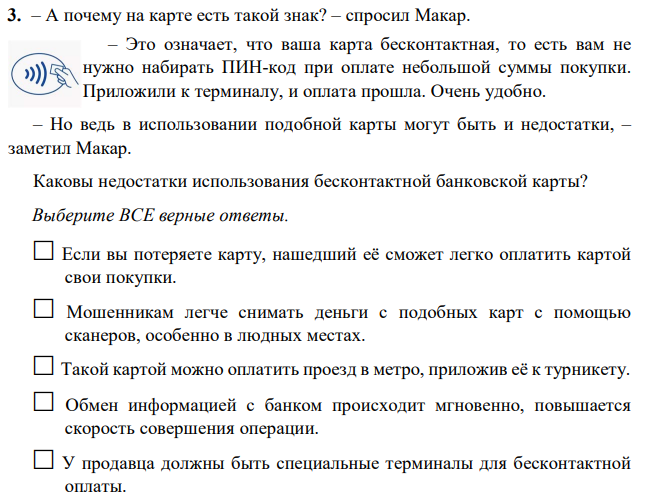 3. – А почему на карте есть такой знак? – спросил Макар.
– Это означает, что ваша карта бесконтактная, то есть вам не
нужно набирать ПИН-код при оплате небольшой суммы покупки.
Приложили к терминалу, и оплата прошла. Очень удобно.
– Но ведь в использовании подобной карты могут быть и недостатки, –
заметил Макар.
Каковы недостатки использования бесконтактной банковской карты?
Выберите ВСЕ верные ответы.
Если вы потеряете карту, нашедший её сможет легко оплатить картой
свои покупки.
Мошенникам легче снимать деньги с подобных карт с помощью
сканеров, особенно в людных местах.
Такой картой можно оплатить проезд в метро, приложив её к турникету.
Обмен информацией с банком происходит мгновенно, повышается
скорость совершения операции.
У продавца должны быть специальные терминалы для бесконтактной
оплаты.